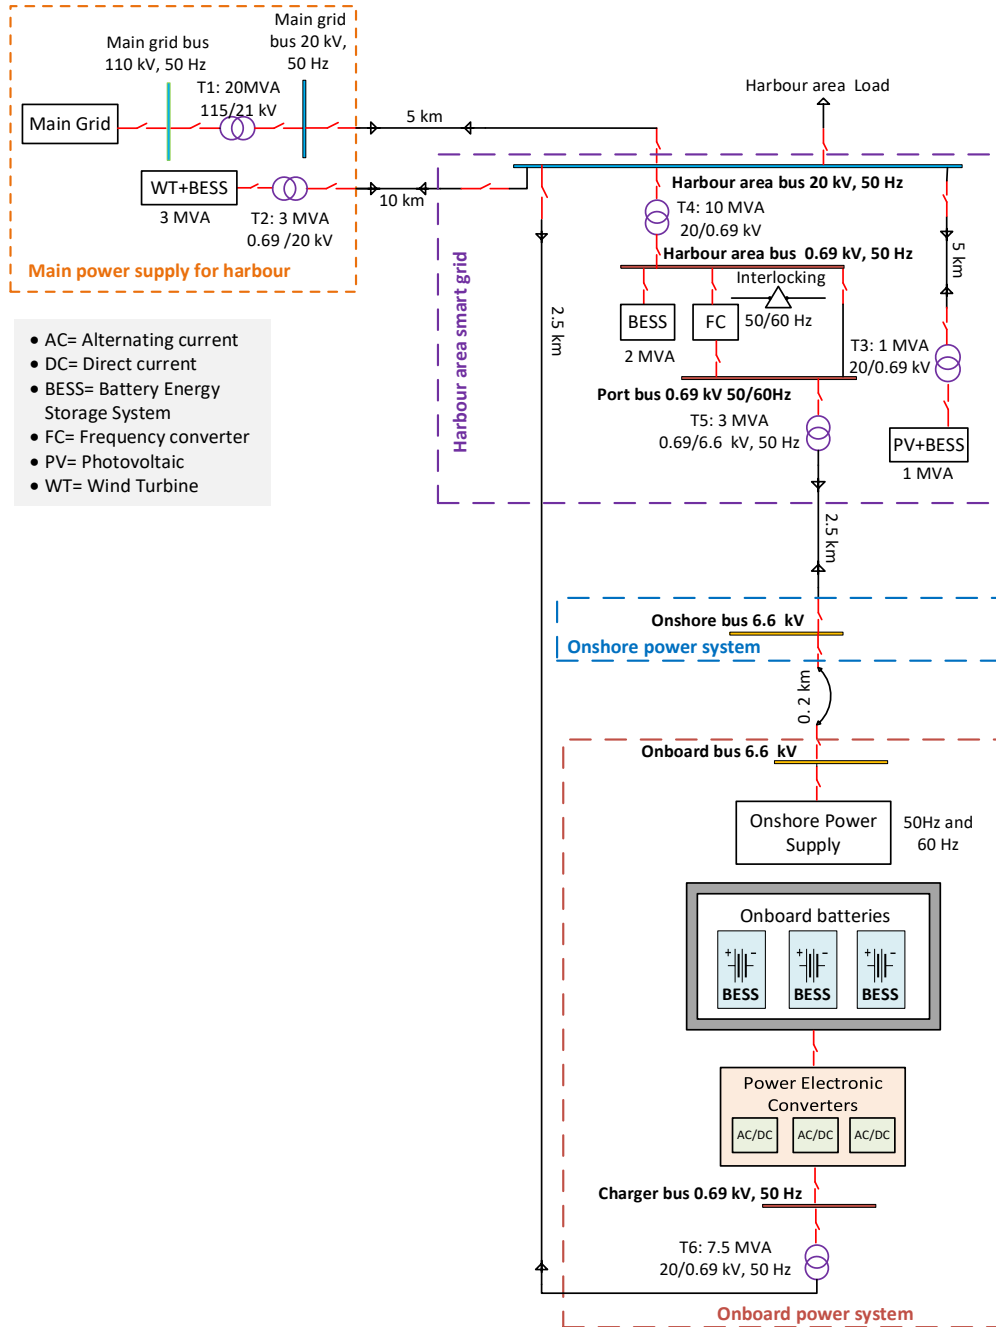 Main grid bus
110 kV, 50 Hz
Main grid
bus 20 kV,
50 Hz
T1: 20MVA
115/21 kV
Main Grid
5 km
Harbour area Load
WT+BESS
3 MVA
T2: 3 MVA
0.69 /20 kV
10 km
Main power supply for harbour
Harbour area bus 20 kV, 50 Hz
T4: 10 MVA
20/0.69 kV
Harbour area bus 0.69 kV, 50 Hz
Interlocking
50/60 Hz
BESS
2 MVA
FC
5 km
T3: 1 MVA
20/0.69 kV
Port bus 0.69 kV 50/60Hz
T5: 3 MVA
0.69/6.6 kV, 50 Hz
PV+BESS
1 MVA
Harbour area smart grid
2.5 km
• AC= Alternating current
• DC= Direct current
• BESS= Battery Energy
Storage System
• FC= Frequency converter
• PV= Photovoltaic
• WT= Wind Turbine
2.5 km
Onshore bus 6.6 kV
Onshore power system
0. 2 km
Onboard bus 6.6 kV
Onshore Power
Supply
50Hz and
60 Hz
Onboard batteries
+ − + − + −
BESS BESS BESS
Power Electronic
Converters
AC/DC AC/DC AC/DC
Charger bus 0.69 kV, 50 Hz
T6: 7.5 MVA
20/0.69 kV, 50 Hz
Onboard power system